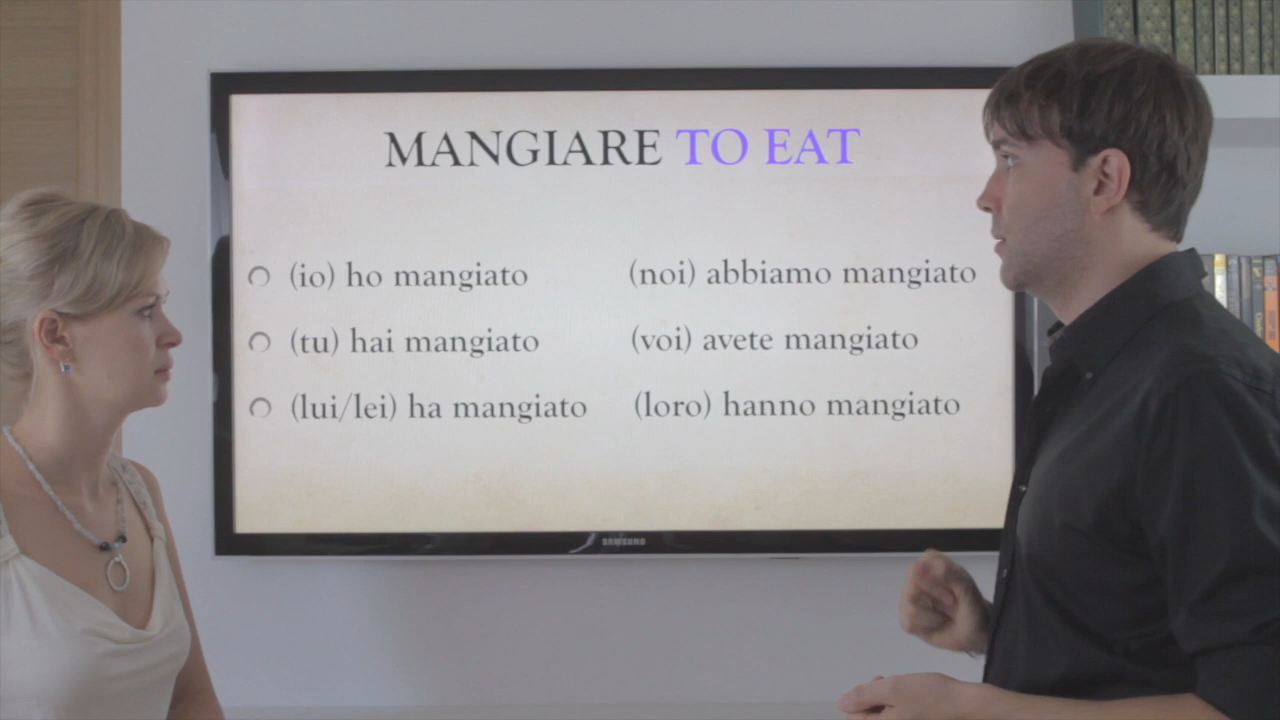 MANGIARE TO EAT
(io) ho mangiato
(tu) hai mangiato
(lui/lei) ha mangiato
(noi) abbiamo mangiato
(voi) avete mangiato
(loro) hanno mangiato
SAMSUNG